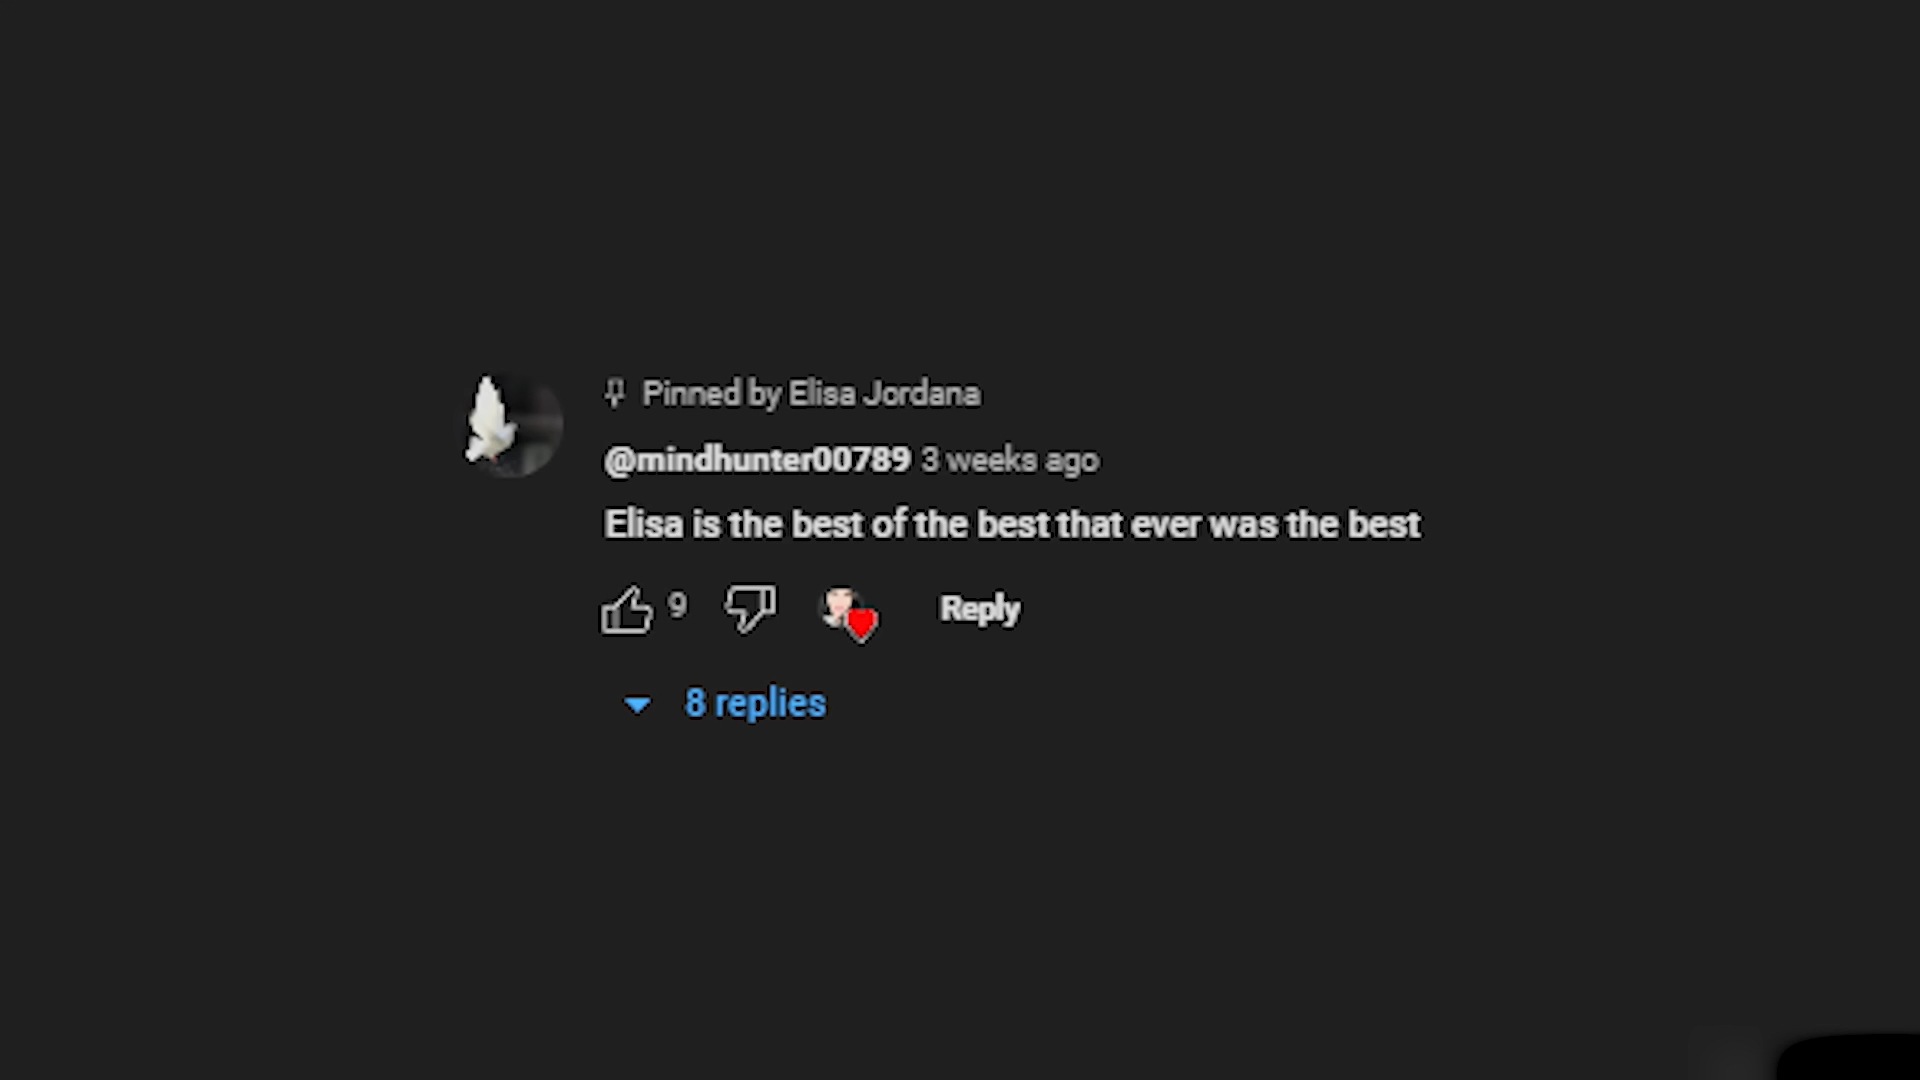 Pinned by Elisa Jordana
@mindhunter00789 3 weeks ago
Elisa is the best of the best that ever was the best
9 Reply
8 replies